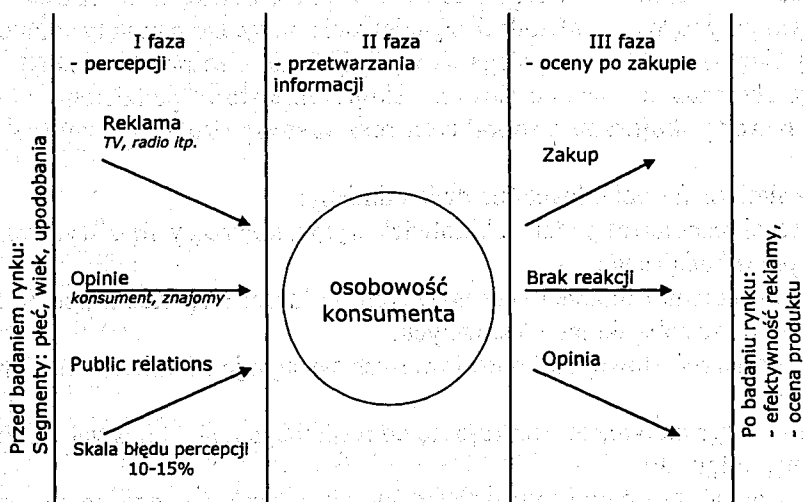 Przed badaniem rynku:
Segmenty: płeć, wiek, upodobania
I faza
- percepcji
Reklama
TV, radio itp.
Opinie
konsument, znajomy
Public relations
Skala błędu percepcji
10-15%
II faza
- przetwarzania
informacji
osobowość
konsumenta
III faza
- oceny po zakupie
Zakup
Brak reakcji
Opinia
Po badaniu rynku:
- efektywność reklamy,
- ocena produktu